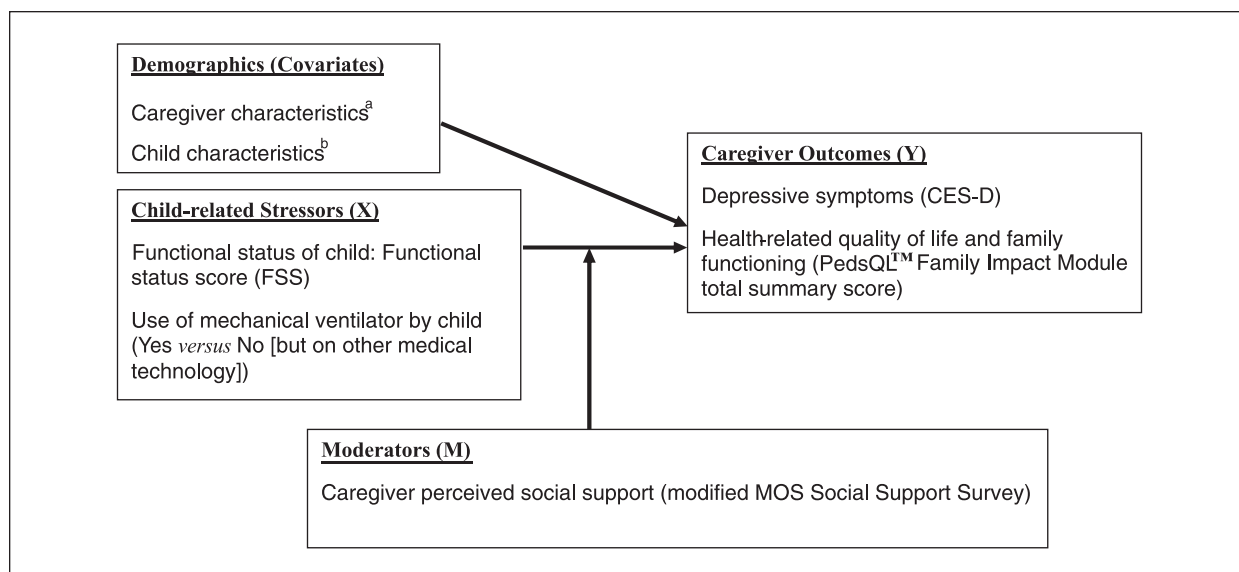 Demographics (Covariates)
Caregiver characteristicsa
Child characteristicsb
Child-related Stressors (X)
Functional status of child: Functional
status score (FSS)
Use of mechanical ventilator by child
(Yes versus No [but on other medical
technology])
Caregiver Outcomes (Y)
Depressive symptoms (CES-D)
Health-related quality of life and family
functioning (PedsQL™ Family Impact Module
total summary score)
Moderators (M)
Caregiver perceived social support (modified MOS Social Support Survey)